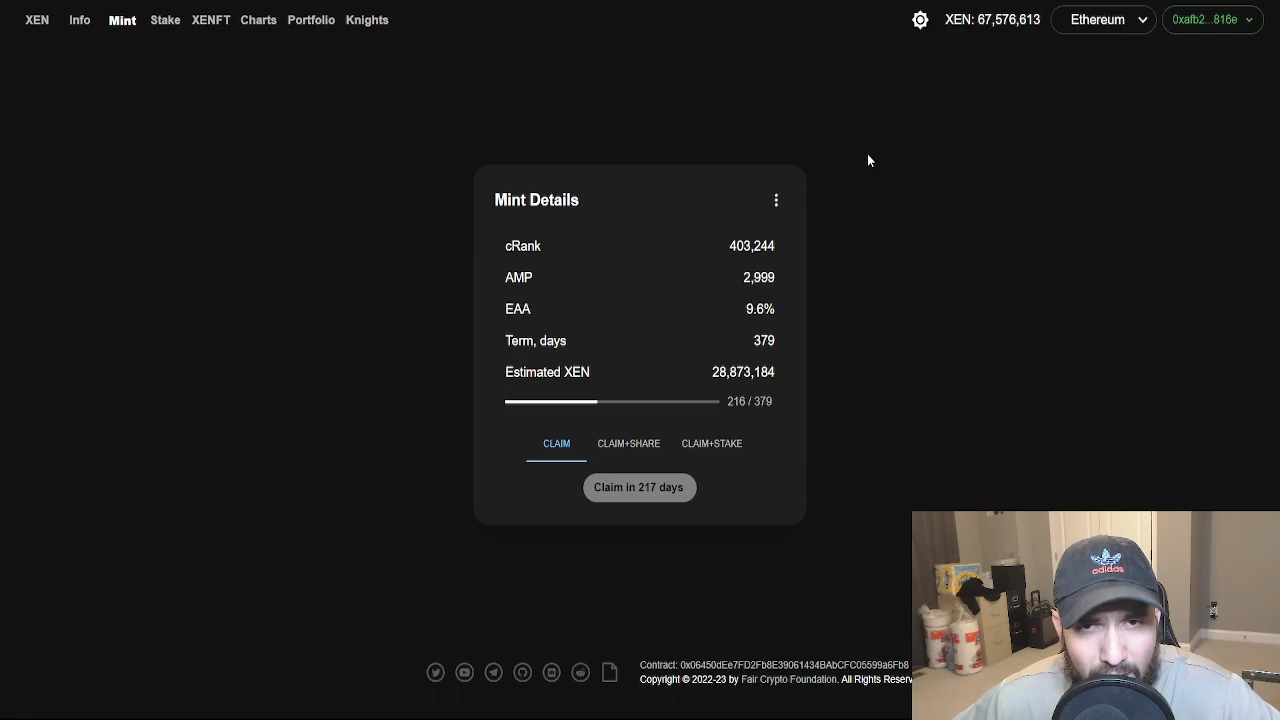 XEN Info Mint Stake XENFT Charts Portfolio Knights XEN: 67,576,613 Ethereum 0xafb2...816e
Mint Details
cRank 403,244
AMP 2,999
EAA 9.6%
Term, days 379
Estimated XEN 28,873,184
216 / 379
CLAIM CLAIM+SHARE CLAIM+STAKE
Claim in 217 days
adidas
Contract: 0x06450dEe7FD2Fb8E39061434BAbCFC05599a6Fb8
Copyright © 2022-23 by Fair Crypto Foundation. All Rights Reserv